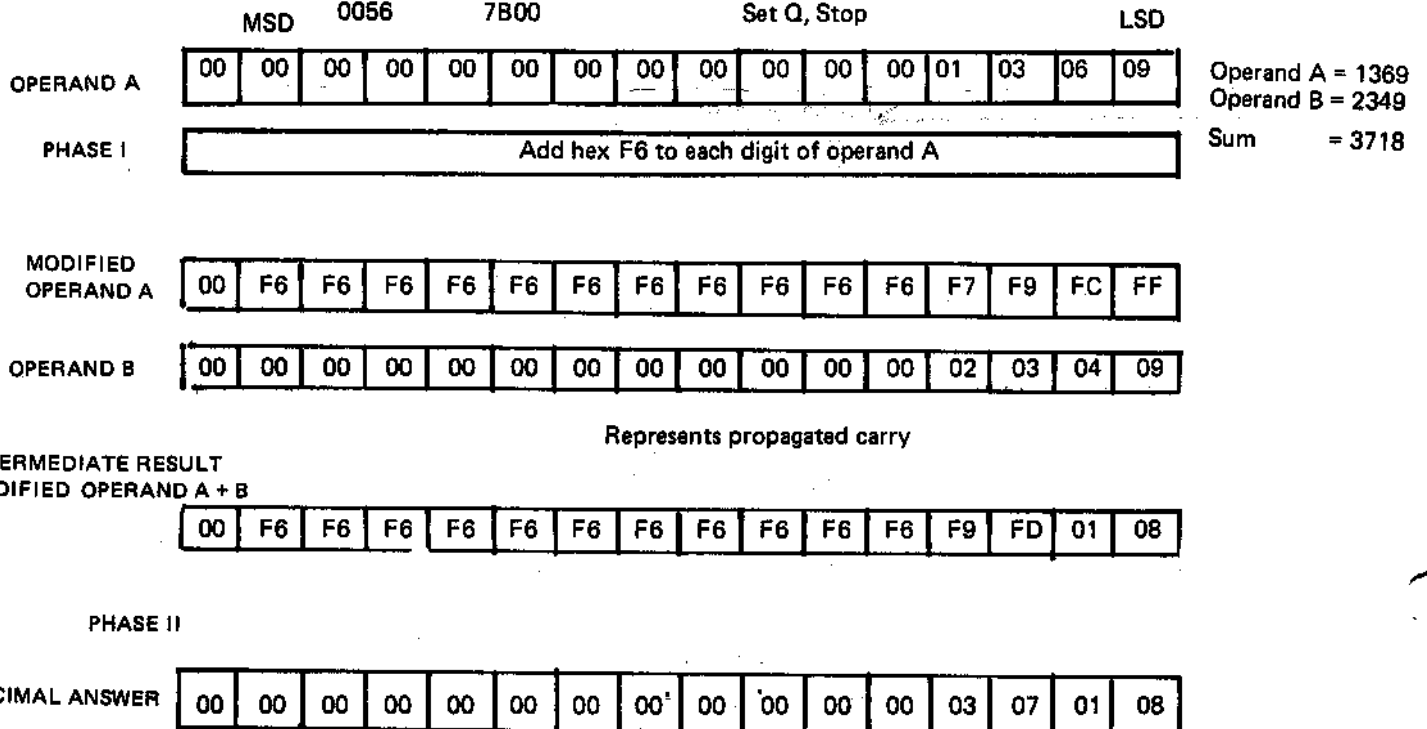 MSD 0056 7B00 Set Q, Stop LSD
OPERAND A 00 00 00 00 00 00 00 00 00 00 00 00 01 03 06 09
Operand A = 1369
Operand B = 2349
PHASE I Add hex F6 to each digit of operand A
Sum = 3718
MODIFIED
OPERAND A 00 F6 F6 F6 F6 F6 F6 F6 F6 F6 F6 F6 F7 F9 FC FF
OPERAND B 00 00 00 00 00 00 00 00 00 00 00 00 02 03 04 09
Represents propagated carry
ERMEDIATE RESULT
DIFIED OPERAND A + B
00 F6 F6 F6 F6 F6 F6 F6 F6 F6 F6 F6 F9 FD 01 08
PHASE II
CIMAL ANSWER 00 00 00 00 00 00 00 00 00 00 00 00 03 07 01 08